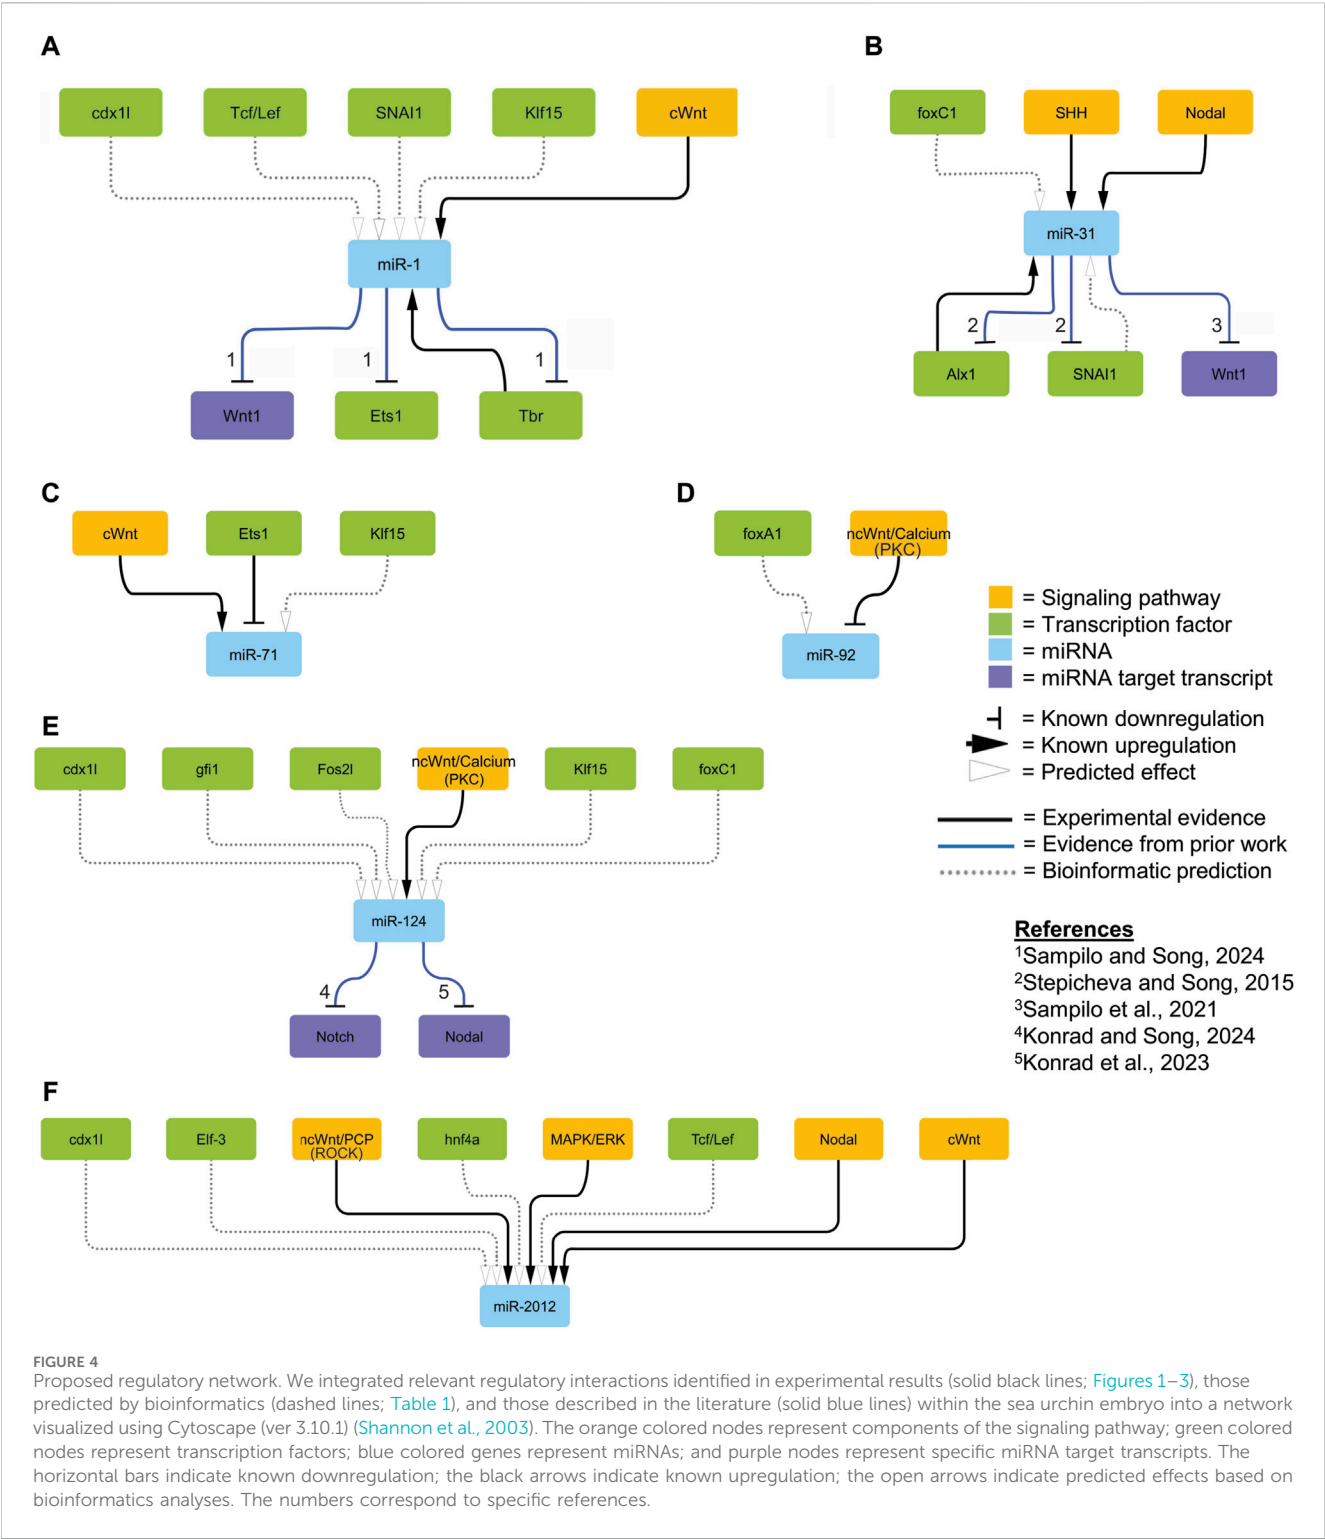 A
cdx1l
Tcf/Lef
SNAI1
Klf15
cWnt
miR-1
1
1
1
Wnt1
Ets1
Tbr
B
foxC1
SHH
Nodal
miR-31
2
2
3
Alx1
SNAI1
Wnt1
C
cWnt
Ets1
Klf15
miR-71
D
foxA1
ncWnt/Calcium
(PKC)
miR-92
= Signaling pathway
= Transcription factor
= miRNA
= miRNA target transcript
= Known downregulation
= Known upregulation
= Predicted effect
= Experimental evidence
= Evidence from prior work
= Bioinformatic prediction
References
¹Sampilo and Song, 2024
²Stepicheva and Song, 2015
³Sampilo et al., 2021
⁴Konrad and Song, 2024
⁵Konrad et al., 2023
E
cdx1l
gfi1
Fos2l
ncWnt/Calcium
(PKC)
Klf15
foxC1
miR-124
4
5
Notch
Nodal
F
cdx1l
Elf-3
ncWnt/PCP
(ROCK)
hnf4a
MAPK/ERK
Tcf/Lef
Nodal
cWnt
miR-2012
FIGURE 4
Proposed regulatory network. We integrated relevant regulatory interactions identified in experimental results (solid black lines; Figures 1–3), those
predicted by bioinformatics (dashed lines; Table 1), and those described in the literature (solid blue lines) within the sea urchin embryo into a network
visualized using Cytoscape (ver 3.10.1) (Shannon et al., 2003). The orange colored nodes represent components of the signaling pathway; green colored
nodes represent transcription factors; blue colored genes represent miRNAs; and purple nodes represent specific miRNA target transcripts. The
horizontal bars indicate known downregulation; the black arrows indicate known upregulation; the open arrows indicate predicted effects based on
bioinformatics analyses. The numbers correspond to specific references.